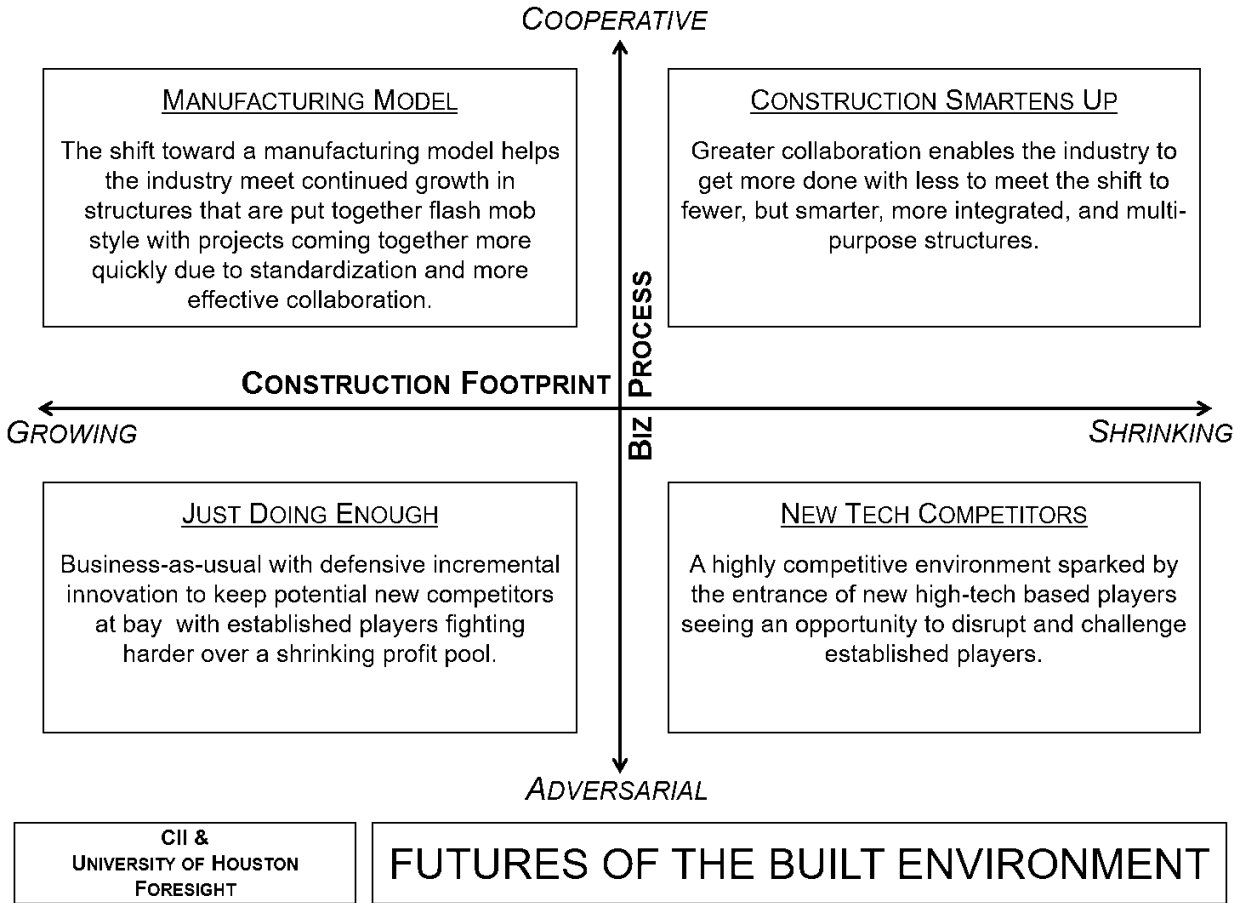 COOPERATIVE
MANUFACTURING MODEL
The shift toward a manufacturing model helps
the industry meet continued growth in
structures that are put together flash mob
style with projects coming together more
quickly due to standardization and more
effective collaboration.
CONSTRUCTION SMARTENS UP
Greater collaboration enables the industry to
get more done with less to meet the shift to
fewer, but smarter, more integrated, and multi-
purpose structures.
CONSTRUCTION FOOTPRINT
BIZ PROCESS
GROWING
SHRINKING
JUST DOING ENOUGH
Business-as-usual with defensive incremental
innovation to keep potential new competitors
at bay  with established players fighting
harder over a shrinking profit pool.
NEW TECH COMPETITORS
A highly competitive environment sparked by
the entrance of new high-tech based players
seeing an opportunity to disrupt and challenge
established players.
ADVERSARIAL
CII &
UNIVERSITY OF HOUSTON
FORESIGHT
FUTURES OF THE BUILT ENVIRONMENT